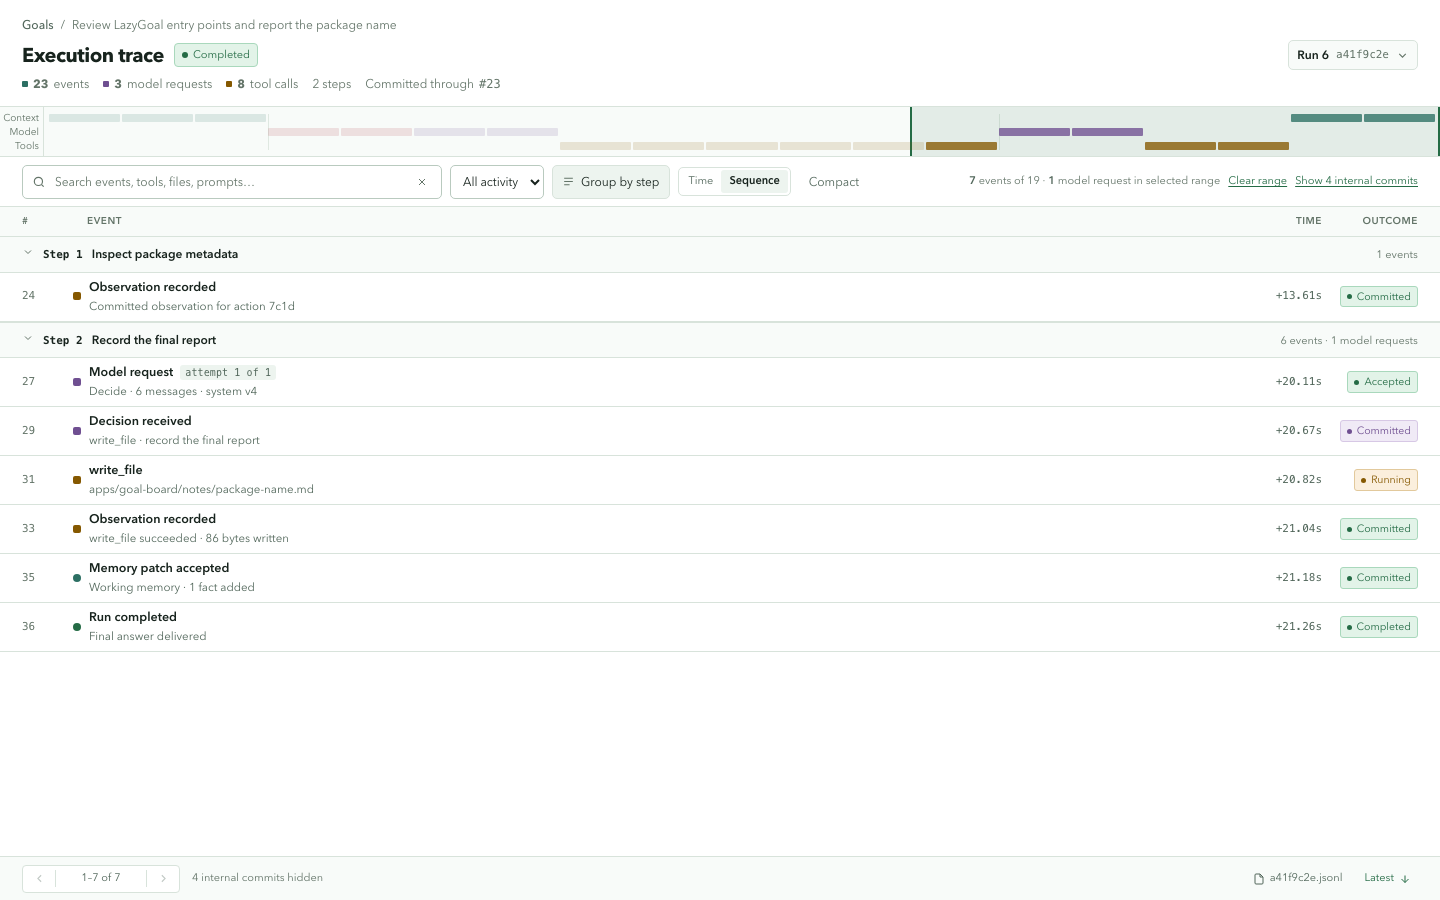 Goals / Review LazyGoal entry points and report the package name
Execution trace Completed
Run 6 a41f9c2e
23 events 3 model requests 8 tool calls 2 steps Committed through #23
Context
Model
Tools
Search events, tools, files, prompts… All activity Group by step Time Sequence Compact 7 events of 19 · 1 model request in selected range Clear range Show 4 internal commits
# EVENT TIME OUTCOME
Step 1 Inspect package metadata 1 events
24 Observation recorded +13.61s Committed
Committed observation for action 7c1d
Step 2 Record the final report 6 events · 1 model requests
27 Model request attempt 1 of 1 +20.11s Accepted
Decide · 6 messages · system v4
29 Decision received +20.67s Committed
write_file · record the final report
31 write_file +20.82s Running
apps/goal-board/notes/package-name.md
33 Observation recorded +21.04s Committed
write_file succeeded · 86 bytes written
35 Memory patch accepted +21.18s Committed
Working memory · 1 fact added
36 Run completed +21.26s Completed
Final answer delivered
1–7 of 7 4 internal commits hidden a41f9c2e.jsonl Latest